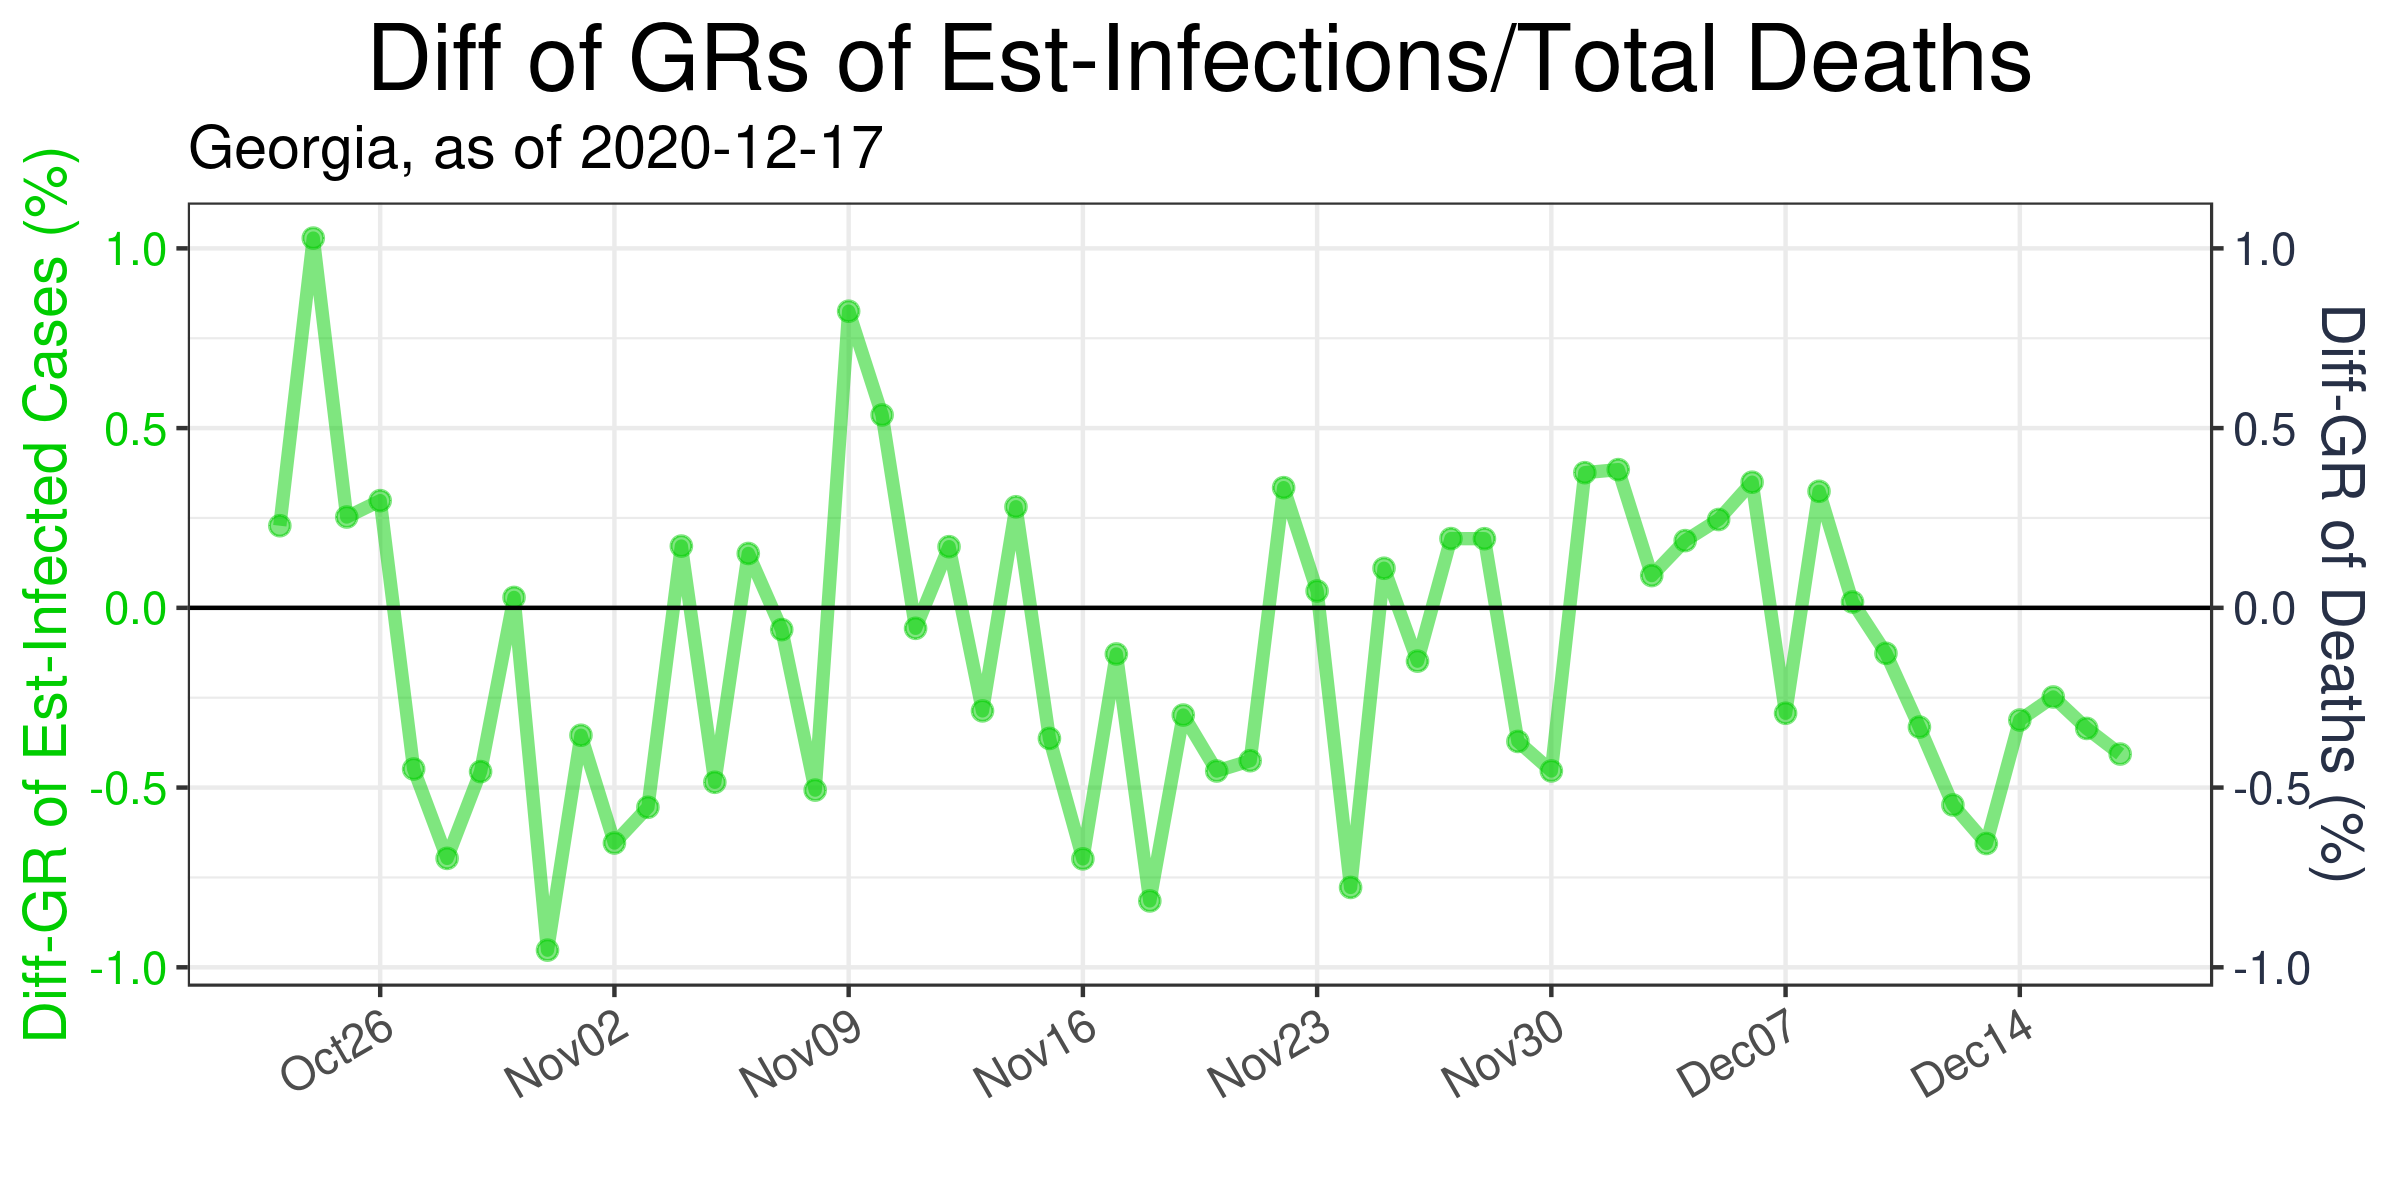 Diff of GRs of Est-Infections/Total Deaths
Georgia, as of 2020-12-17
Diff-GR of Est-Infected Cases (%)
1.0
0.5
0.0
-0.5
-1.0
1.0
0.5
0.0
-0.5
-1.0
Diff-GR of Deaths (%)
Oct26
Nov02
Nov09
Nov16
Nov23
Nov30
Dec07
Dec14